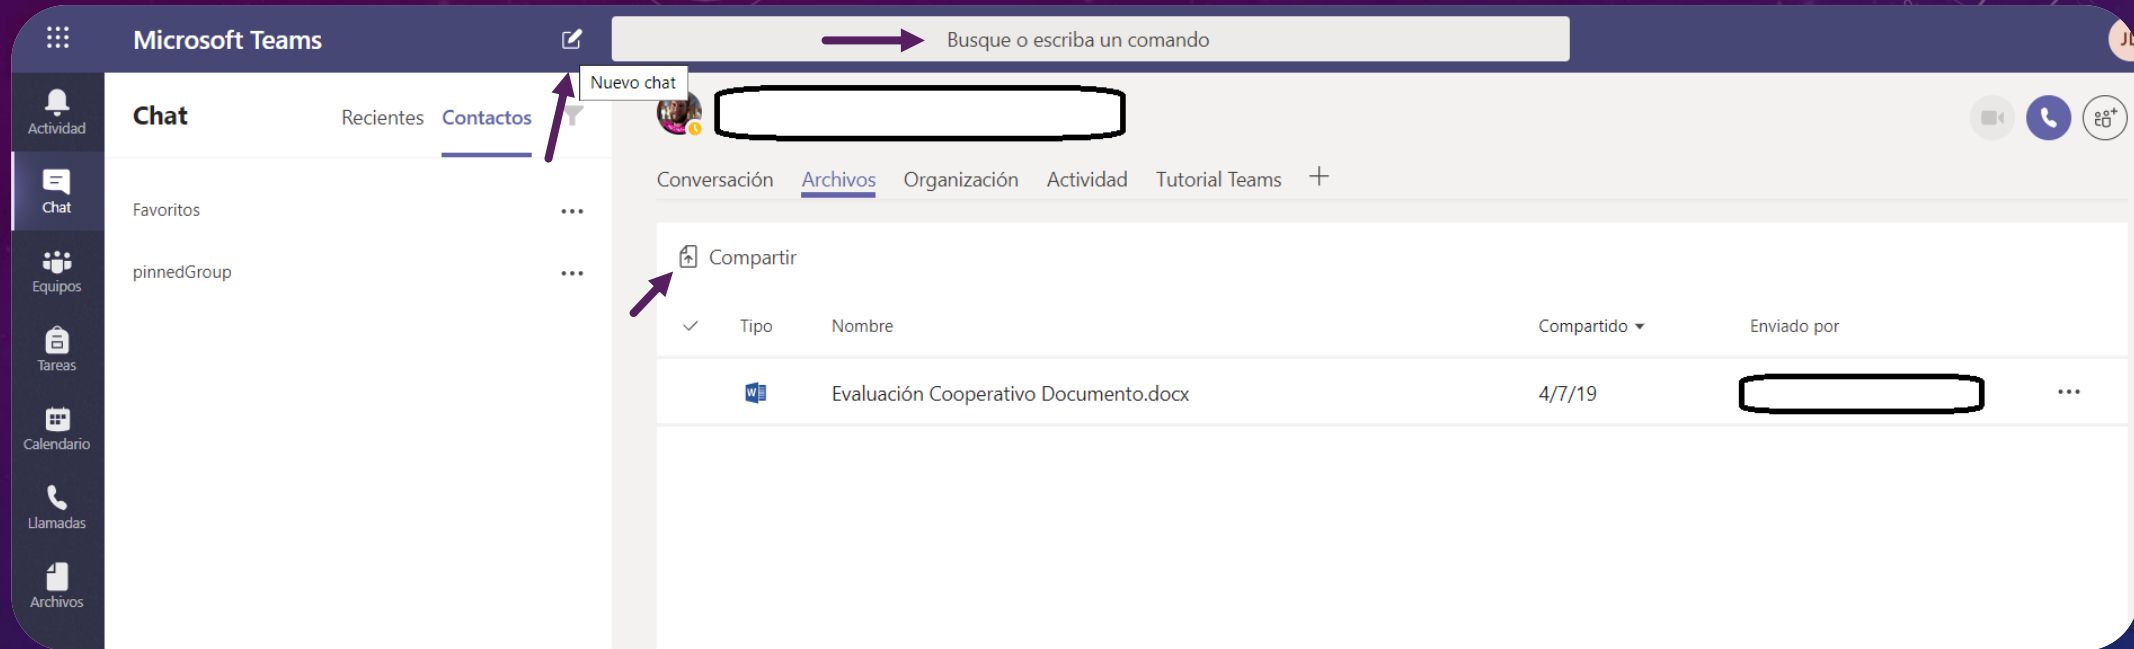 Microsoft Teams
Busque o escriba un comando
Nuevo chat
Actividad
Chat
Equipos
Tareas
Calendario
Llamadas
Archivos
Chat
Recientes
Contactos
Favoritos
pinnedGroup
Conversación
Archivos
Organización
Actividad
Tutorial Teams
Compartir
Tipo
Nombre
Compartido
Enviado por
Evaluación Cooperativo Documento.docx
4/7/19